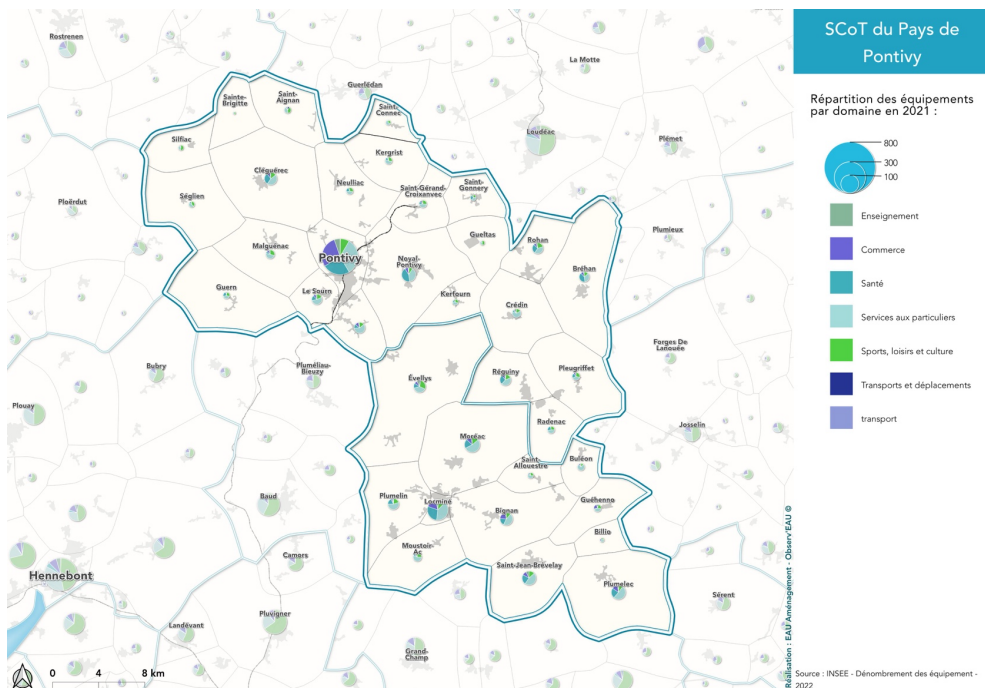 SCoT du Pays de
Pontivy
Répartition des équipements
par domaine en 2021 :
800
300
100
Enseignement
Commerce
Santé
Services aux particuliers
Sports, loisirs et culture
Transports et déplacements
transport
Rostrenen
La Motte
Guerlédan
Sainte-
Brigitte
Saint-
Aignan
Saint-
Connec
Loudéac
Plémet
Silfiac
Kergrist
Cléguérec
Neulliac
Saint-Gérand-
Croixanvec
Saint-
Gonnery
Séglien
Ploërdut
Gueltas
Rohan
Plumieux
Malguénac
Pontivy
Noyal-
Pontivy
Bréhan
Guern
Le Sourn
Kerfourn
Crédin
Forges De
Lanouée
Bubry
Pluméliau-
Bieuzy
Évellys
Réguiny
Pleugriffet
Plouay
Radenac
Josselin
Moréac
Saint-
Allouestre
Buléon
Baud
Plumelin
Locminé
Bignan
Guéhenno
Billio
Moustoir-
Ac
Camors
Saint-Jean-Brévelay
Hennebont
Plumelec
Sérent
Landévant
Pluvigner
Grand-
Champ
0 4 8 km
Réalisation : EAU Aménagement - Observ'EAU ©
Source : INSEE - Dénombrement des équipement -
2022